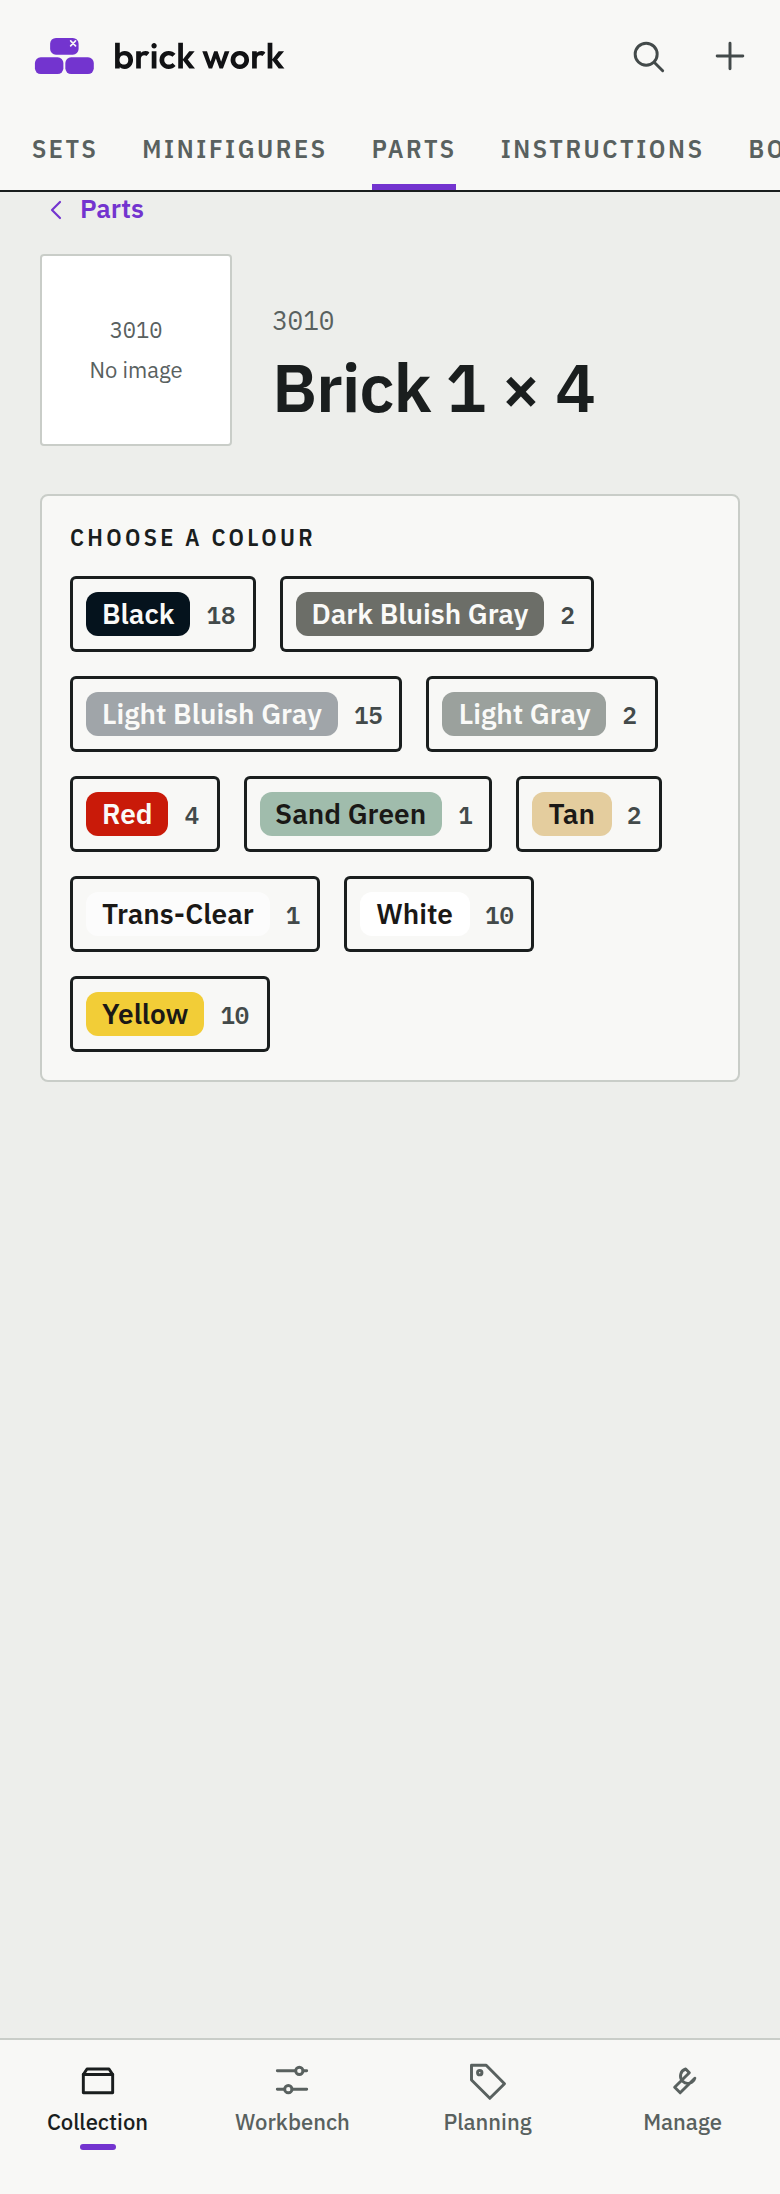 brick work
SETS MINIFIGURES PARTS INSTRUCTIONS BO
Parts
3010
No image
3010
Brick 1 × 4
CHOOSE A COLOUR
Black 18 Dark Bluish Gray 2
Light Bluish Gray 15 Light Gray 2
Red 4 Sand Green 1 Tan 2
Trans-Clear 1 White 10
Yellow 10
Collection Workbench Planning Manage